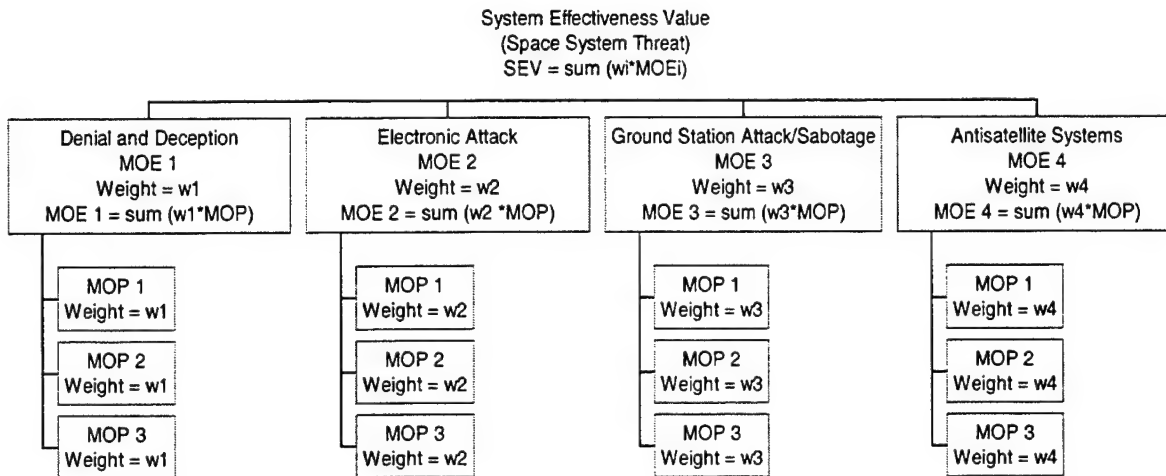 System Effectiveness Value
(Space System Threat)
SEV = sum (wi*MOEi)
Denial and Deception
MOE 1
Weight = w1
MOE 1 = sum (w1*MOP)
MOP 1
Weight = w1
MOP 2
Weight = w1
MOP 3
Weight = w1
Electronic Attack
MOE 2
Weight = w2
MOE 2 = sum (w2 *MOP)
MOP 1
Weight = w2
MOP 2
Weight = w2
MOP 3
Weight = w2
Ground Station Attack/Sabotage
MOE 3
Weight = w3
MOE 3 = sum (w3*MOP)
MOP 1
Weight = w3
MOP 2
Weight = w3
MOP 3
Weight = w3
Antisatellite Systems
MOE 4
Weight = w4
MOE 4 = sum (w4*MOP)
MOP 1
Weight = w4
MOP 2
Weight = w4
MOP 3
Weight = w4